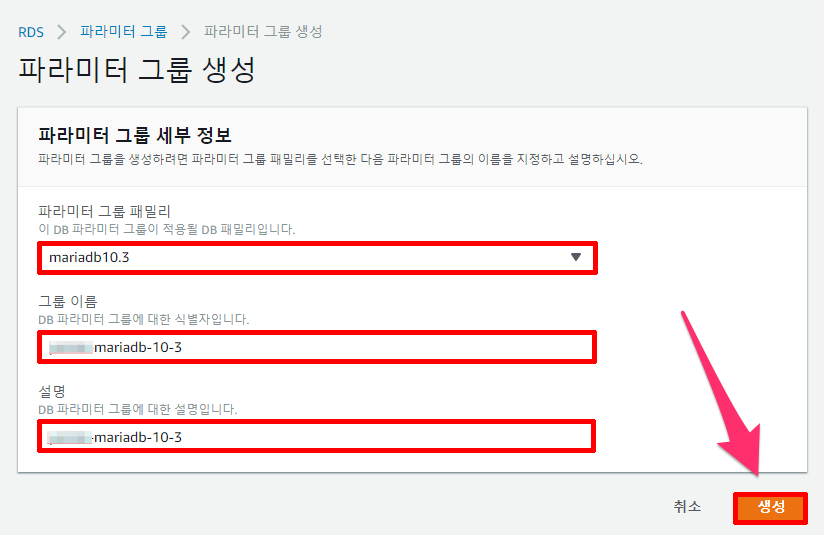 RDS > 파라미터 그룹 > 파라미터 그룹 생성
파라미터 그룹 생성
파라미터 그룹 세부 정보
파라미터 그룹을 생성하려면 파라미터 그룹 패밀리를 선택한 다음 파라미터 그룹의 이름을 지정하고 설명하십시오.
파라미터 그룹 패밀리
이 DB 파라미터 그룹이 적용될 DB 패밀리입니다.
mariadb10.3
그룹 이름
DB 파라미터 그룹에 대한 식별자입니다.
mariadb-10-3
설명
DB 파라미터 그룹에 대한 설명입니다.
-mariadb-10-3
취소 생성